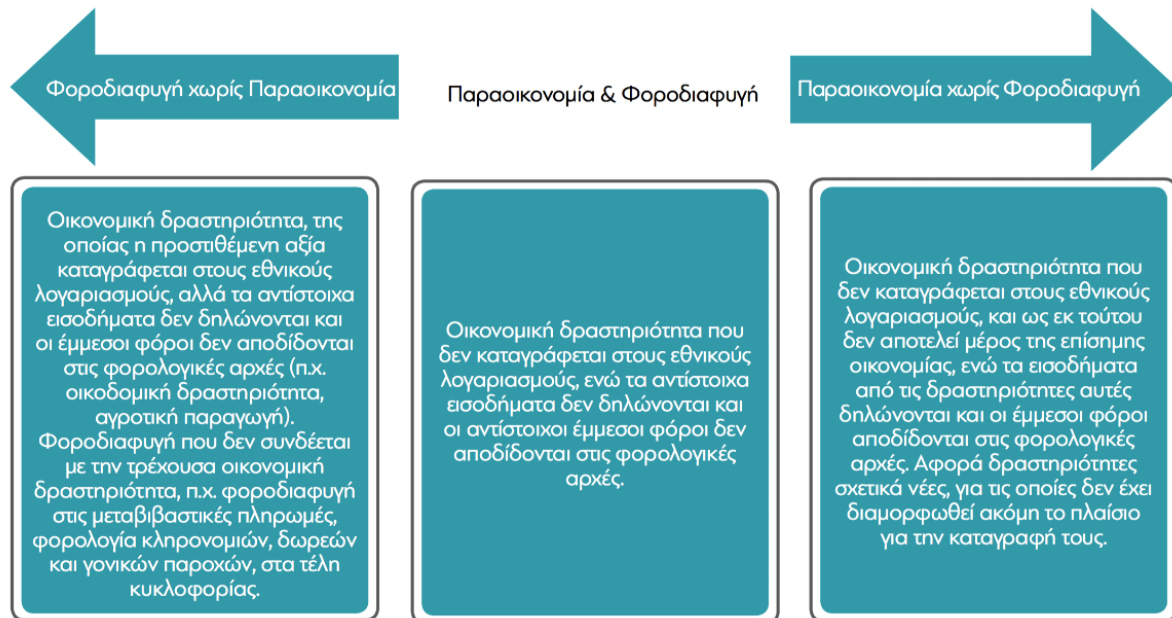 Φοροδιαφυγή χωρίς Παραοικονομία
Παραοικονομία & Φοροδιαφυγή
Παραοικονομία χωρίς Φοροδιαφυγή
Οικονομική δραστηριότητα, της
οποίας η προστιθέμενη αξία
καταγράφεται στους εθνικούς
λογαριασμούς, αλλά τα αντίστοιχα
εισοδήματα δεν δηλώνονται και
οι έμμεσοι φόροι δεν αποδίδονται
στις φορολογικές αρχές (π.χ.
οικοδομική δραστηριότητα,
αγροτική παραγωγή).
Φοροδιαφυγή που δεν συνδέεται
με την τρέχουσα οικονομική
δραστηριότητα, π.χ. φοροδιαφυγή
στις μεταβιβαστικές πληρωμές,
φορολογία κληρονομιών, δωρεών
και γονικών παροχών, στα τέλη
κυκλοφορίας.
Οικονομική δραστηριότητα που
δεν καταγράφεται στους εθνικούς
λογαριασμούς, ενώ τα αντίστοιχα
εισοδήματα δεν δηλώνονται και
οι αντίστοιχοι έμμεσοι φόροι δεν
αποδίδονται στις φορολογικές
αρχές.
Οικονομική δραστηριότητα που
δεν καταγράφεται στους εθνικούς
λογαριασμούς, και ως εκ τούτου
δεν αποτελεί μέρος της επίσημης
οικονομίας, ενώ τα εισοδήματα
από τις δραστηριότητες αυτές
δηλώνονται και οι έμμεσοι φόροι
αποδίδονται στις φορολογικές
αρχές. Αφορά δραστηριότητες
σχετικά νέες, για τις οποίες δεν έχει
διαμορφωθεί ακόμη το πλαίσιο
για την καταγραφή τους.